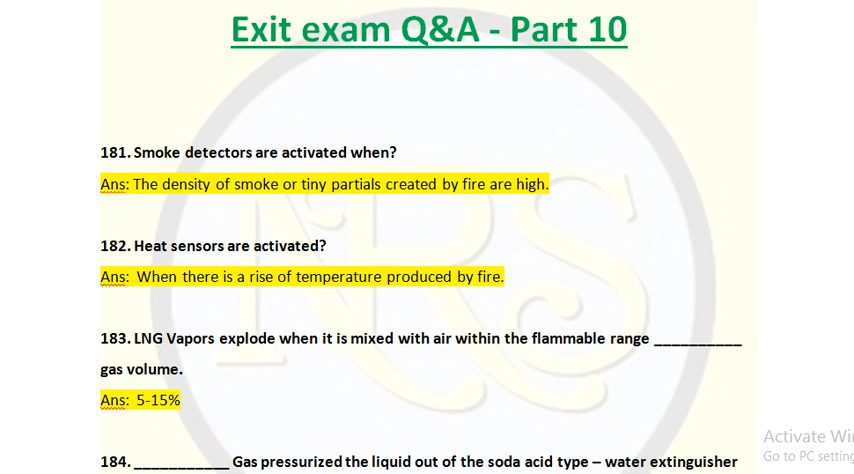 Exit exam Q&A - Part 10
181. Smoke detectors are activated when?
Ans: The density of smoke or tiny partials created by fire are high.
182. Heat sensors are activated?
Ans: When there is a rise of temperature produced by fire.
183. LNG Vapors explode when it is mixed with air within the flammable range __________
gas volume.
Ans: 5-15%
184. ___________ Gas pressurized the liquid out of the soda acid type – water extinguisher
NRS
Activate Wi
Go to PC setting